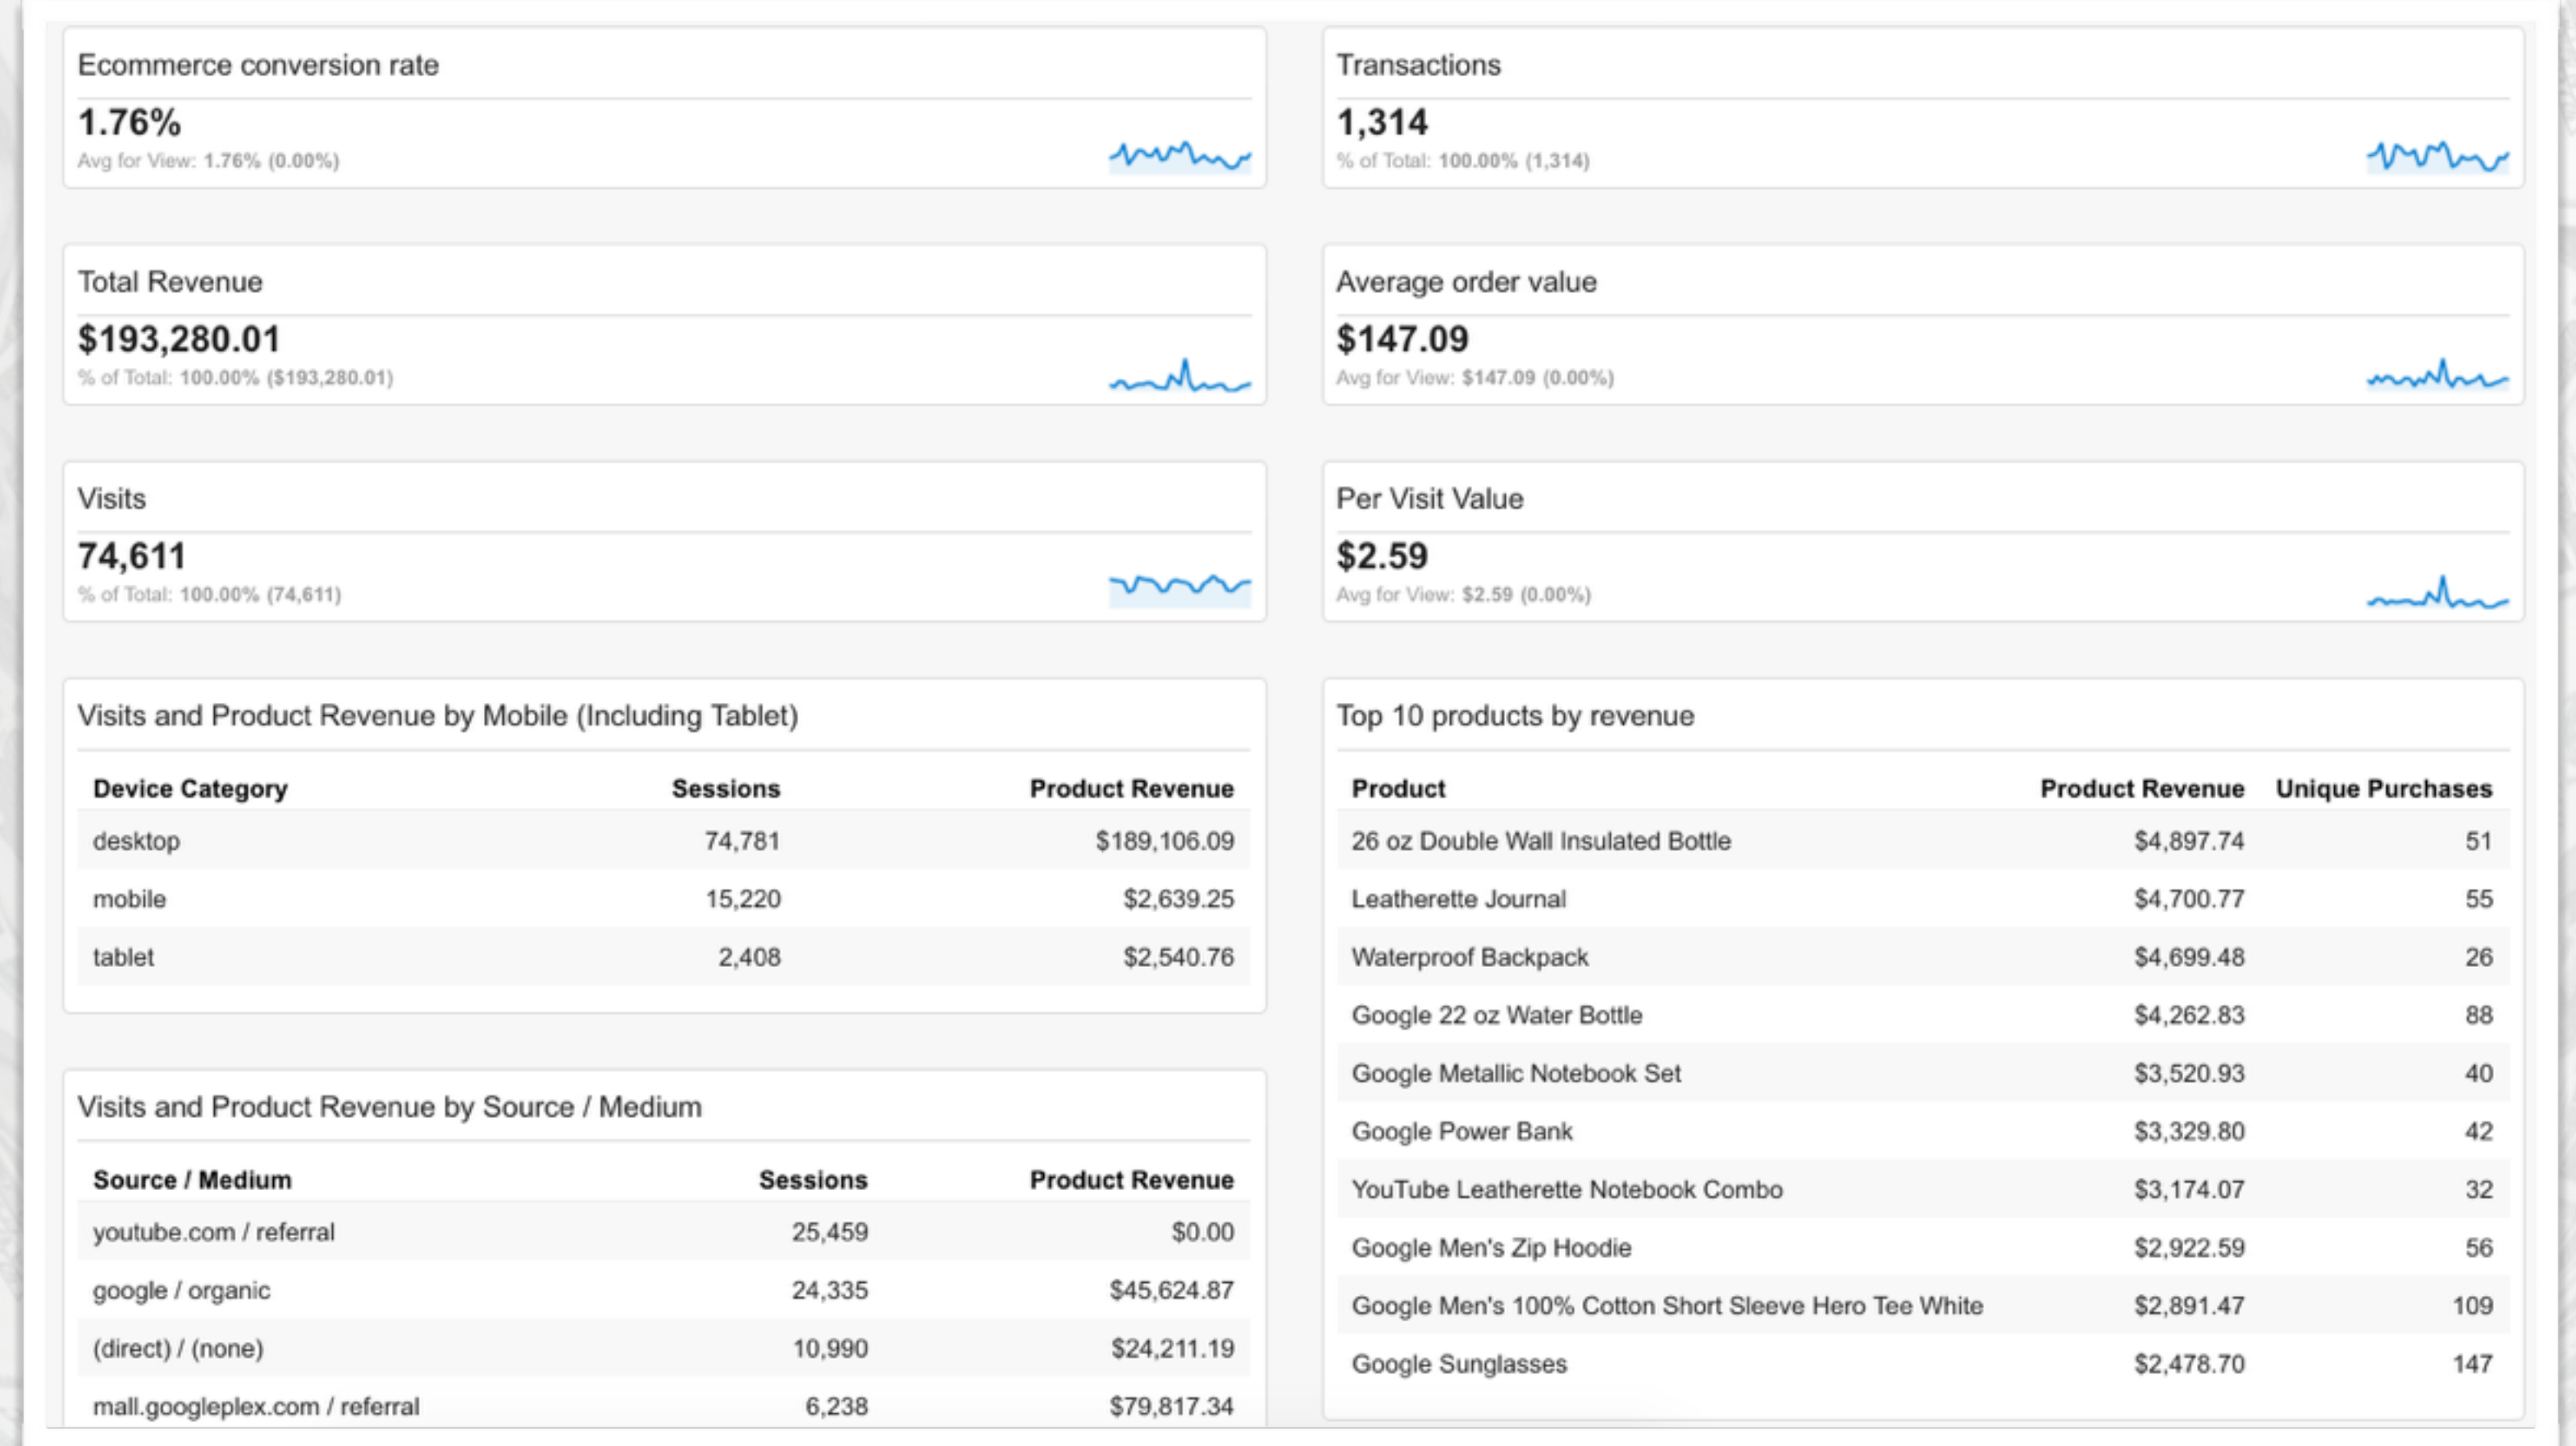 Ecommerce conversion rate
1.76%
Avg for View: 1.76% (0.00%)
Transactions
1,314
% of Total: 100.00% (1,314)
Total Revenue
$193,280.01
% of Total: 100.00% ($193,280.01)
Average order value
$147.09
Avg for View: $147.09 (0.00%)
Visits
74,611
% of Total: 100.00% (74,611)
Per Visit Value
$2.59
Avg for View: $2.59 (0.00%)
Visits and Product Revenue by Mobile (Including Tablet)
Device Category Sessions Product Revenue
desktop 74,781 $189,106.09
mobile 15,220 $2,639.25
tablet 2,408 $2,540.76
Visits and Product Revenue by Source / Medium
Source / Medium Sessions Product Revenue
youtube.com / referral 25,459 $0.00
google / organic 24,335 $45,624.87
(direct) / (none) 10,990 $24,211.19
mall.googleplex.com / referral 6,238 $79,817.34
Top 10 products by revenue
Product Product Revenue Unique Purchases
26 oz Double Wall Insulated Bottle $4,897.74 51
Leatherette Journal $4,700.77 55
Waterproof Backpack $4,699.48 26
Google 22 oz Water Bottle $4,262.83 88
Google Metallic Notebook Set $3,520.93 40
Google Power Bank $3,329.80 42
YouTube Leatherette Notebook Combo $3,174.07 32
Google Men's Zip Hoodie $2,922.59 56
Google Men's 100% Cotton Short Sleeve Hero Tee White $2,891.47 109
Google Sunglasses $2,478.70 147